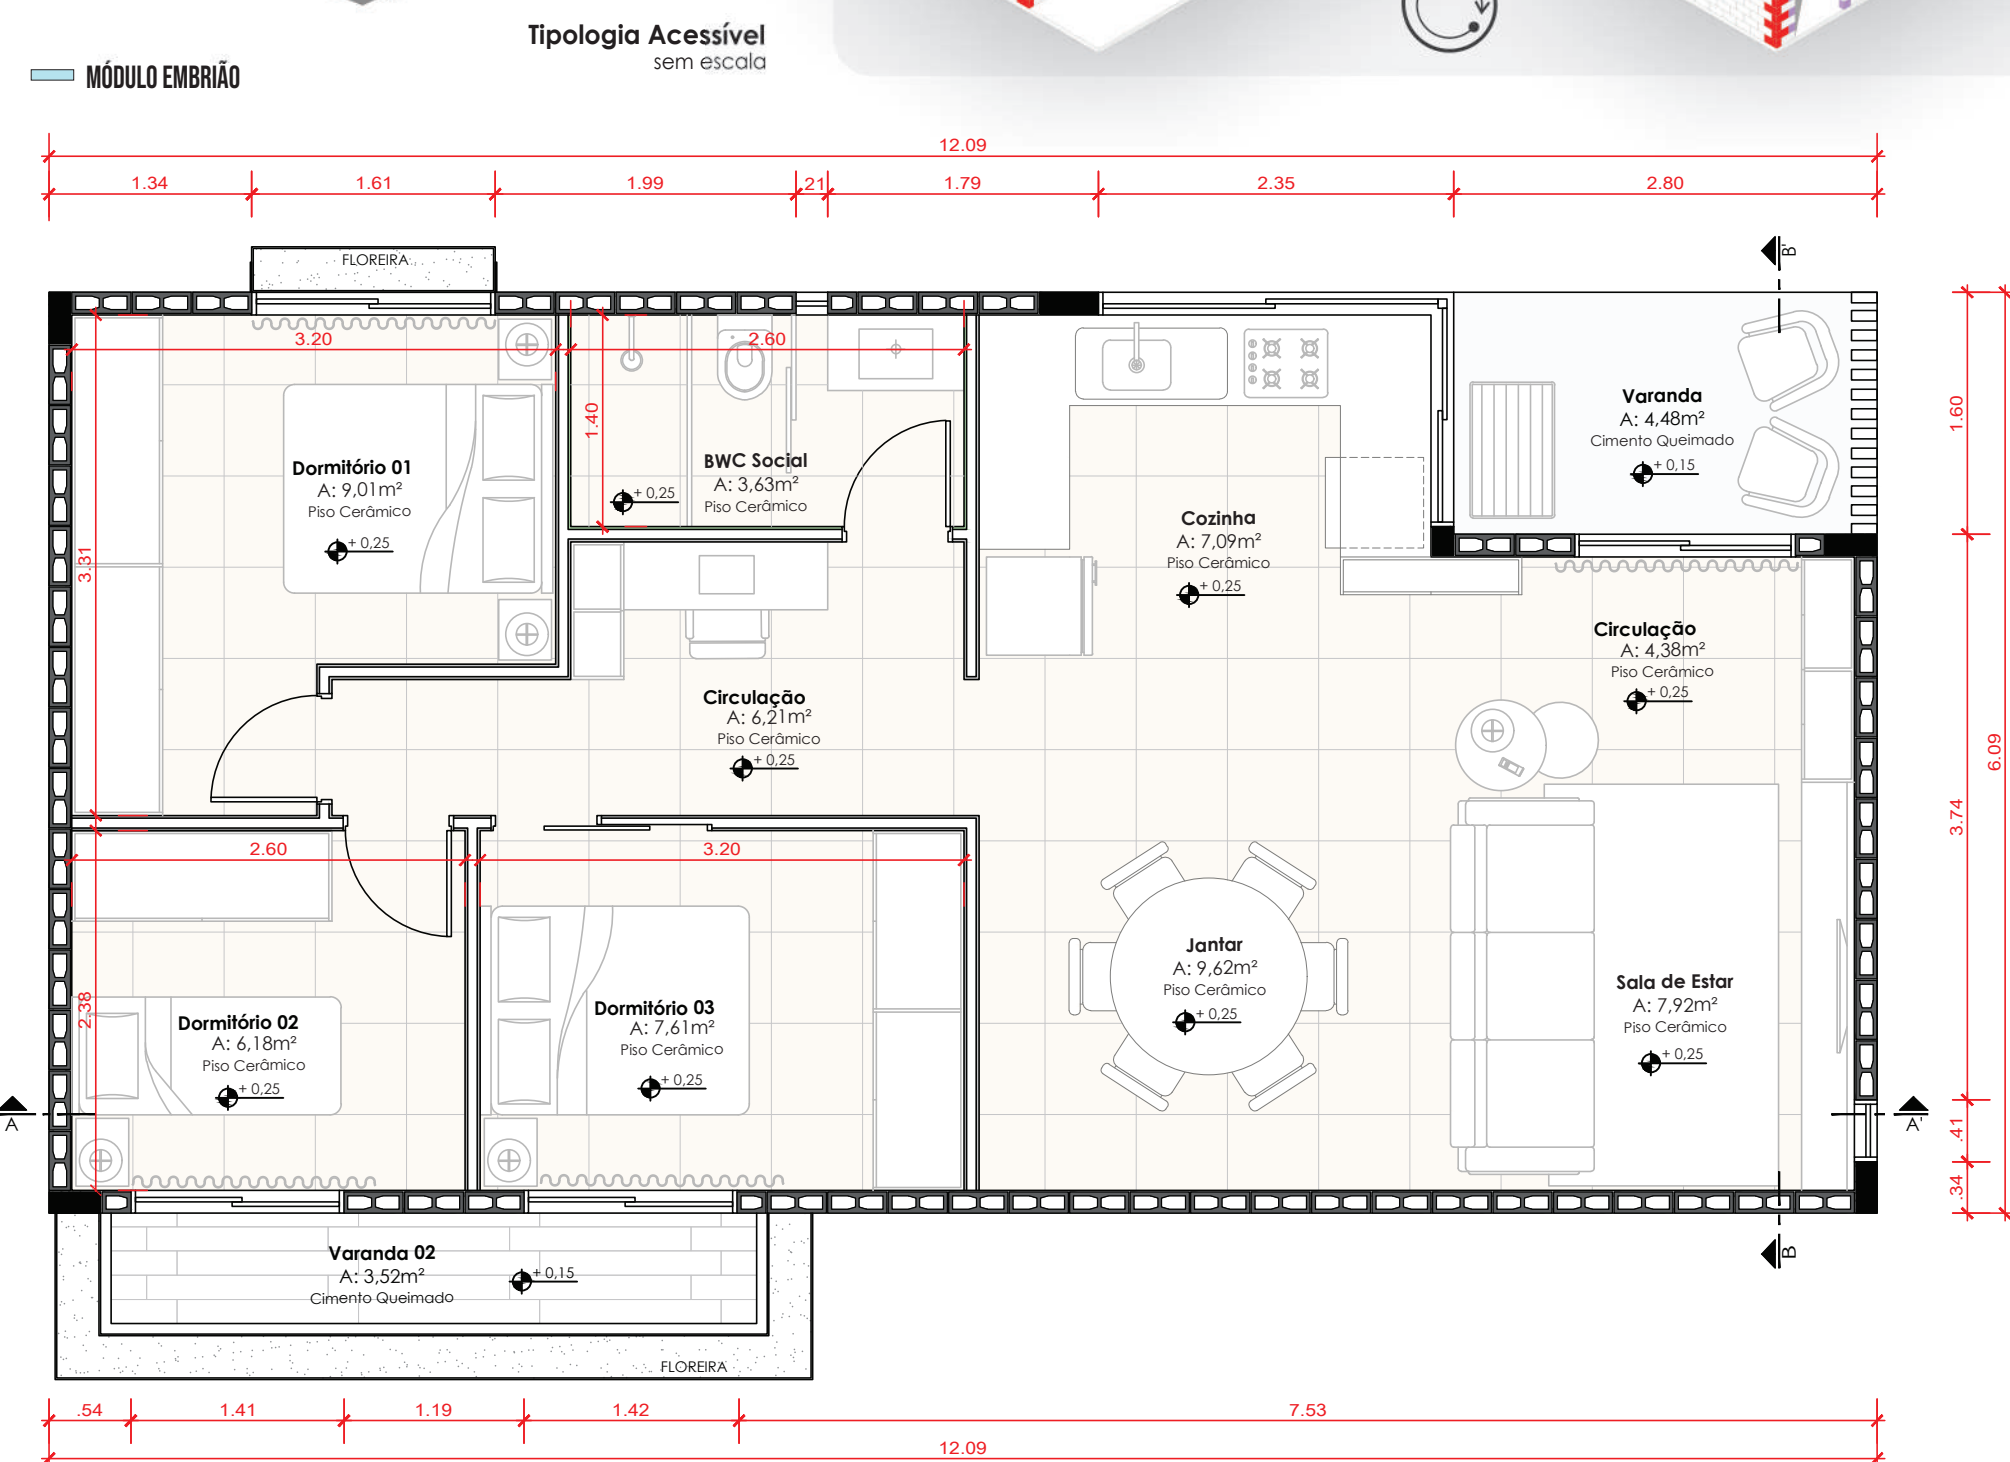 Tipologia Acessível
sem escala
MÓDULO EMBRIÃO
12.09
1.34
1.61
1.99
.21
1.79
2.35
2.80
FLOREIRA
B'
3.20
2.60
1.40
3.31
Dormitório 01
A: 9,01m²
Piso Cerâmico
+ 0,25
BWC Social
A: 3,63m²
Piso Cerâmico
+ 0,25
Cozinha
A: 7,09m²
Piso Cerâmico
+ 0,25
Varanda
A: 4,48m²
Cimento Queimado
+ 0,15
1.60
Circulação
A: 4,38m²
Piso Cerâmico
+ 0,25
Circulação
A: 6,21m²
Piso Cerâmico
+ 0,25
3.74
6.09
2.60
3.20
2.38
Dormitório 02
A: 6,18m²
Piso Cerâmico
+ 0,25
Dormitório 03
A: 7,61m²
Piso Cerâmico
+ 0,25
Jantar
A: 9,62m²
Piso Cerâmico
+ 0,25
Sala de Estar
A: 7,92m²
Piso Cerâmico
+ 0,25
A
A'
.41
.34
Varanda 02
A: 3,52m²
Cimento Queimado
+ 0,15
B
FLOREIRA
.54
1.41
1.19
1.42
7.53
12.09